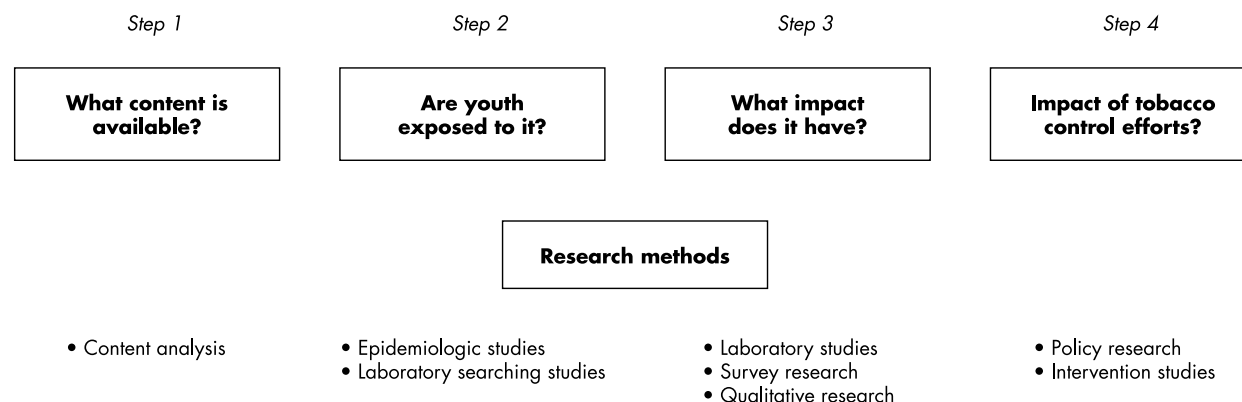 Step 1
Step 2
Step 3
Step 4
What content is
available?
Are youth
exposed to it?
What impact
does it have?
Impact of tobacco
control efforts?
Research methods
• Content analysis
• Epidemiologic studies
• Laboratory searching studies
• Laboratory studies
• Survey research
• Qualitative research
• Policy research
• Intervention studies